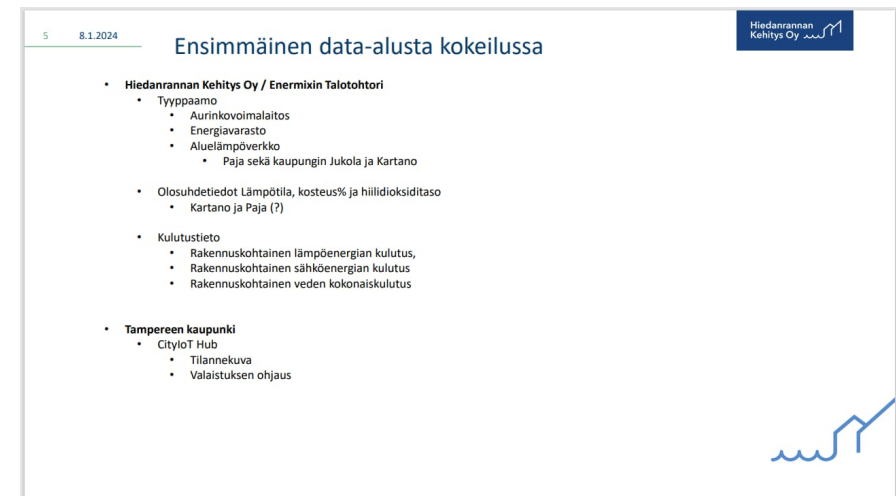 5 8.1.2024
Ensimmäinen data-alusta kokeilussa
Hiedanrannan
Kehitys Oy
• Hiedanrannan Kehitys Oy / Enermixin Talotohtori
• Tyyppaamo
• Aurinkovoimalaitos
• Energiavarasto
• Aluelämpöverkko
• Paja sekä kaupungin Jukola ja Kartano
• Olosuhdetiedot Lämpötila, kosteus% ja hiilidioksiditaso
• Kartano ja Paja (?)
• Kulutustieto
• Rakennuskohtainen lämpöenergian kulutus,
• Rakennuskohtainen sähköenergian kulutus
• Rakennuskohtainen veden kokonaiskulutus
• Tampereen kaupunki
• CityIoT Hub
• Tilannekuva
• Valaistuksen ohjaus